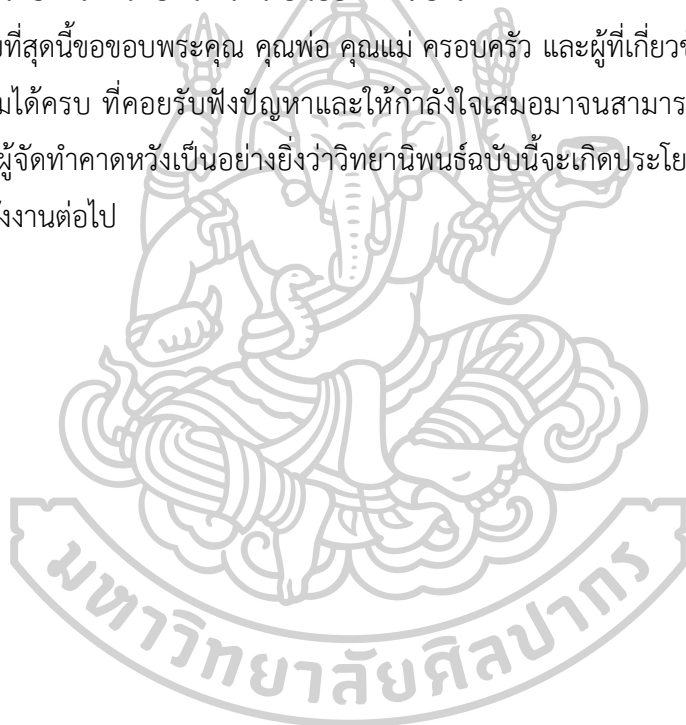 ที่สุดนี้ขอขอบพระคุณ คุณพ่อ คุณแม่ ครอบครัว และผู้ที่เกี่ยวข
มได้ครบ ที่คอยรับฟังปัญหาและให้กำลังใจเสมอมาจนสามาร
ผู้จัดทำคาดหวังเป็นอย่างยิ่งว่าวิทยานิพนธ์ฉบับนี้จะเกิดประโย
ังงานต่อไป
มหาวิทยาลัยศิลปากร